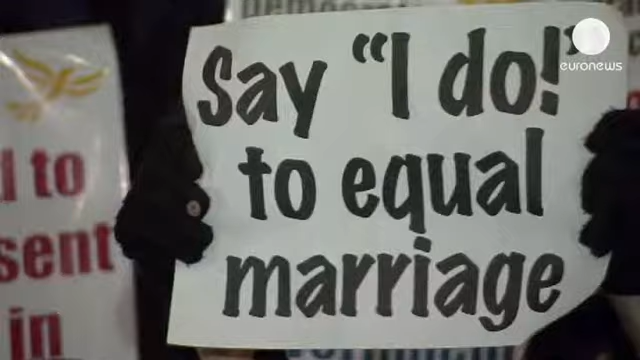 Say “I do!”
to equal
marriage
euronews
to
sent
in